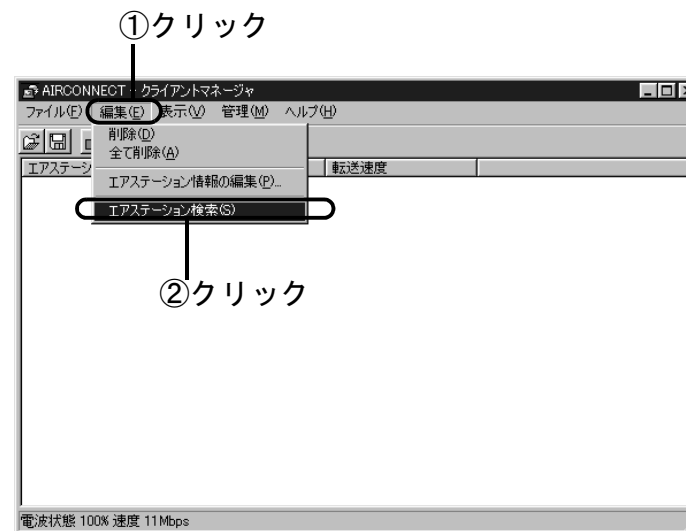 ①クリック
AIRCONNECT - クライアントマネージャ
ファイル(F) 編集(E) 表示(V) 管理(M) ヘルプ(H)
削除(D)
全て削除(A)
エアステーシ 転送速度
エアステーション情報の編集(P)...
エアステーション検索(S)
②クリック
電波状態 100% 速度 11Mbps